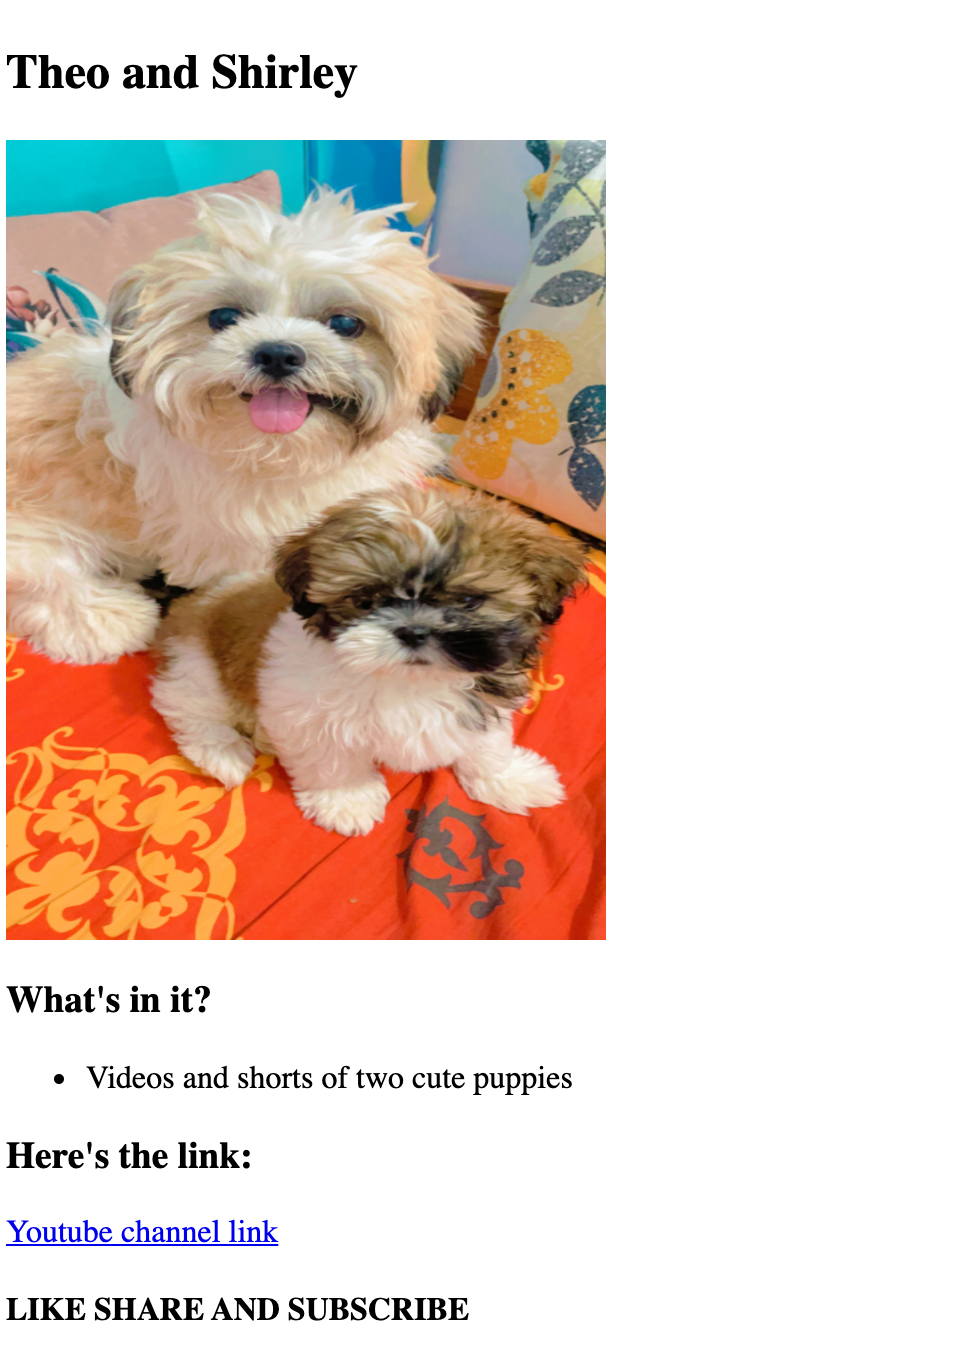 Theo and Shirley
What's in it?
Videos and shorts of two cute puppies
Here's the link:
Youtube channel link
LIKE SHARE AND SUBSCRIBE